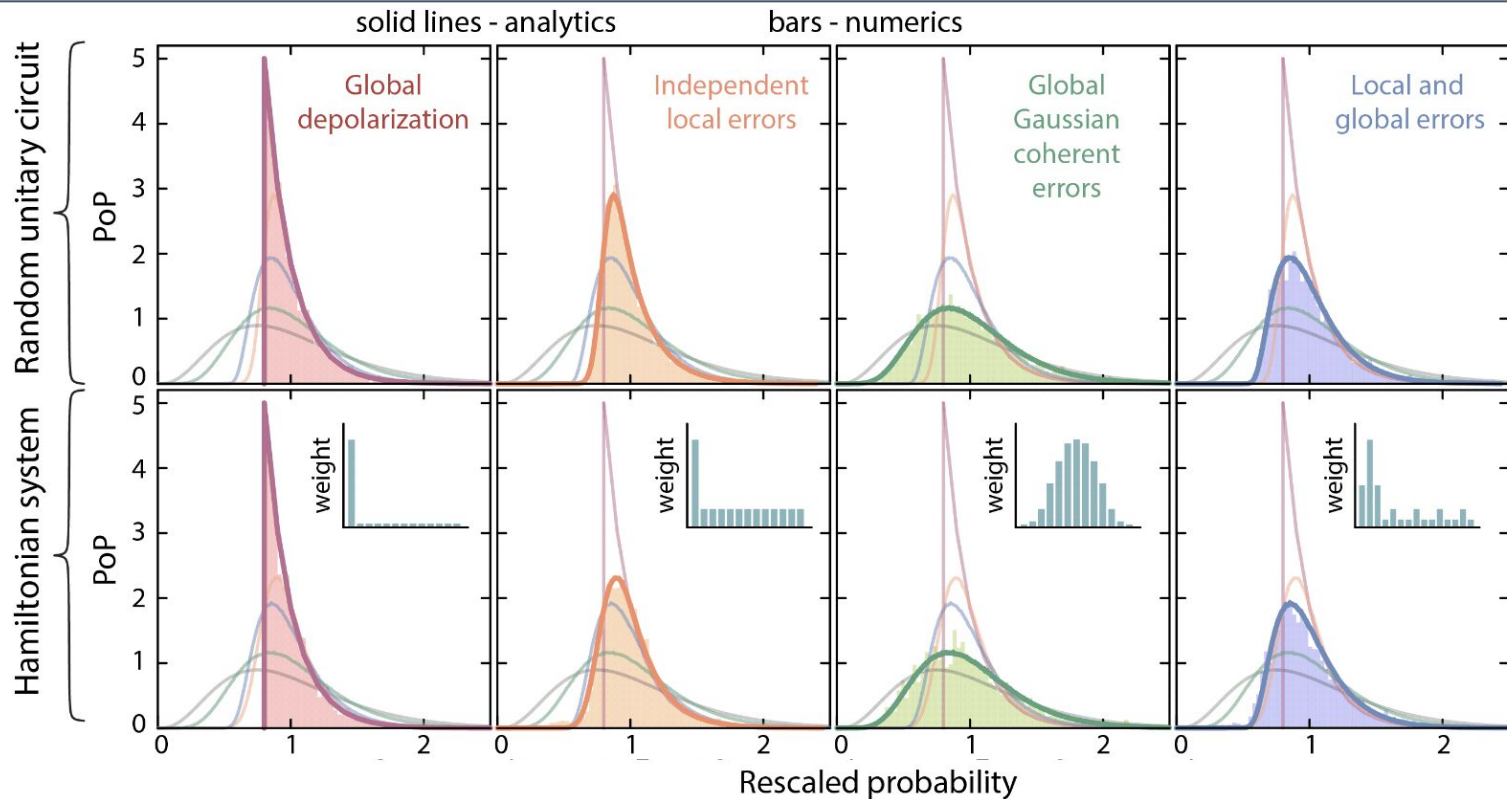 solid lines - analytics
bars - numerics
Random unitary circuit
PoP
5
4
3
2
1
0
Global
depolarization
Independent
local errors
Global
Gaussian
coherent
errors
Local and
global errors
Hamiltonian system
PoP
5
4
3
2
1
0
weight
weight
weight
weight
0
1
2
0
1
2
0
1
2
0
1
2
Rescaled probability